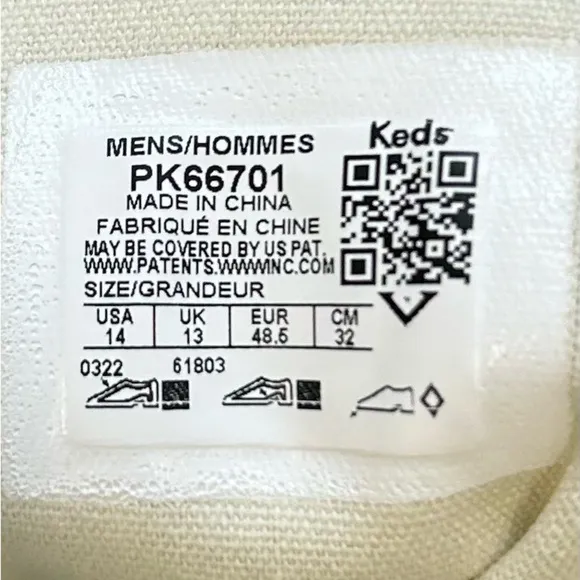 Keds
MENS/HOMMES
PK66701
MADE IN CHINA
FABRIQUÉ EN CHINE
MAY BE COVERED BY US PAT.
WWW.PATENTS.WWWINC.COM
SIZE/GRANDEUR
USA UK EUR CM
14 13 48.5 32
0322 61803